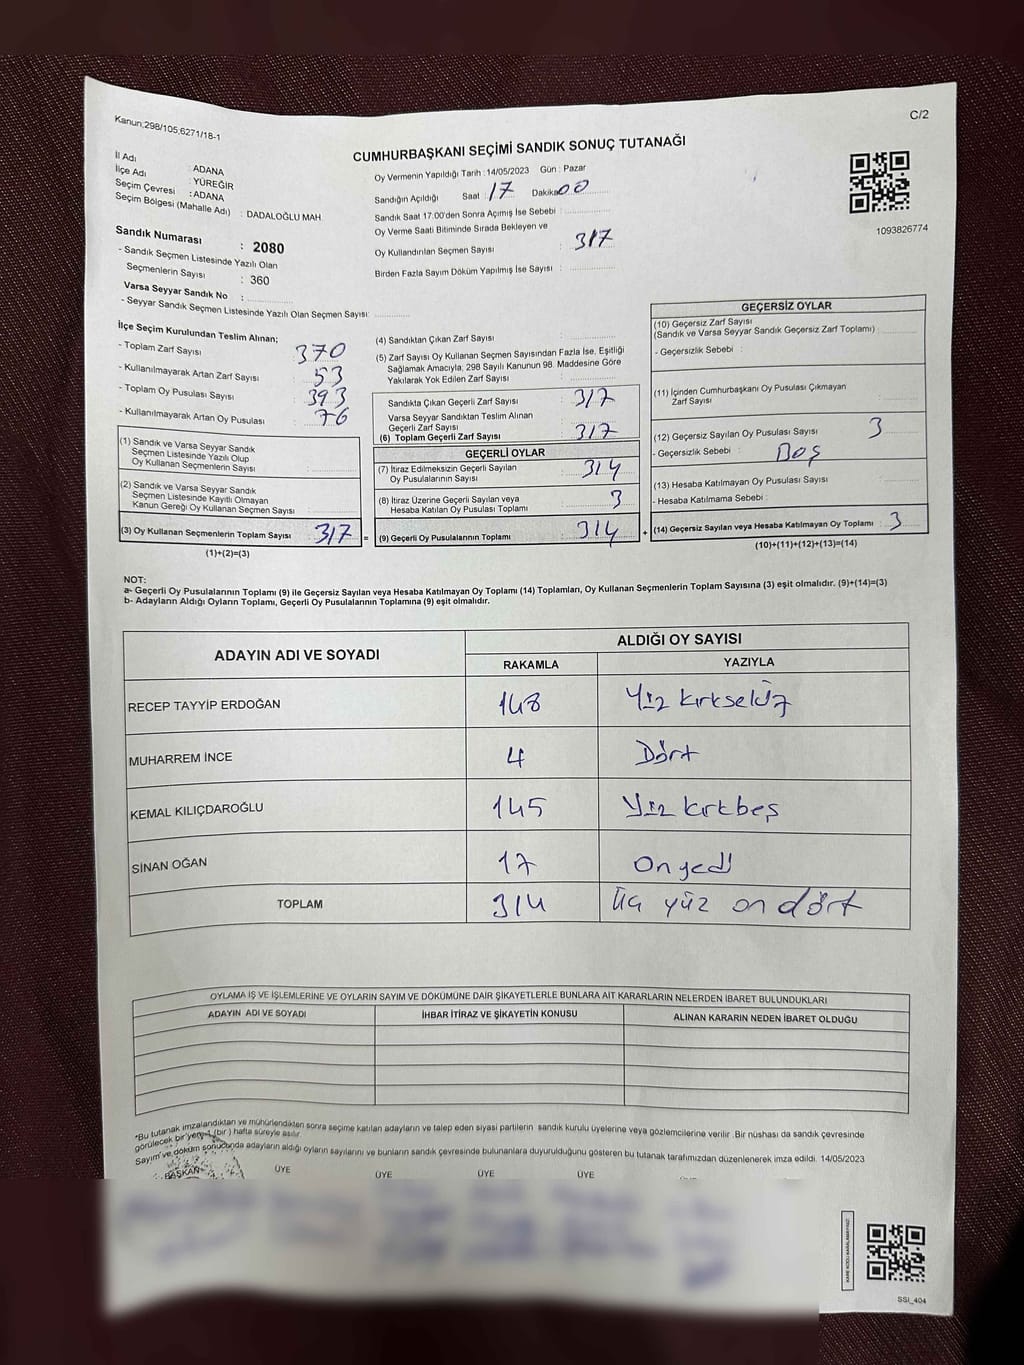 Kanun;298/105,6271/18-1
C/2
CUMHURBAŞKANI SEÇİMİ SANDIK SONUÇ TUTANAĞI
İl Adı : ADANA
İlçe Adı : YÜREĞİR
Seçim Çevresi : ADANA
Seçim Bölgesi (Mahalle Adı) : DADALOĞLU MAH.
Sandık Numarası : 2080
- Sandık Seçmen Listesinde Yazılı Olan
Seçmenlerin Sayısı : 360
Varsa Seyyar Sandık No :
- Seyyar Sandık Seçmen Listesinde Yazılı Olan Seçmen Sayısı:
Oy Vermenin Yapıldığı Tarih : 14/05/2023 Gün : Pazar
Sandığın Açıldığı Saat : 17 Dakika 00
Sandık Saat 17:00'den Sonra Açımış İse Sebebi :
Oy Verme Saati Bitiminde Sırada Bekleyen ve
Oy Kullandırılan Seçmen Sayısı : 317
Birden Fazla Sayım Döküm Yapılmış İse Sayısı :
1093826774
İlçe Seçim Kurulundan Teslim Alınan;
- Toplam Zarf Sayısı : 370
- Kullanılmayarak Artan Zarf Sayısı : 53
- Toplam Oy Pusulası : 393
- Kullanılmayarak Artan Oy Pusulası : 76
(1) Sandık ve Varsa Seyyar Sandık
Seçmen Listesinde Yazılı Olup
Oy Kullanan Seçmenlerin Sayısı :
(2) Sandık ve Varsa Seyyar Sandık
Seçmen Listesinde Kayıtlı Olmayan
Kanun Gereği Oy Kullanan Seçmen Sayısı :
(3) Oy Kullanan Seçmenlerin Toplam Sayısı : 317 =
(1)+(2)=(3)
(4) Sandıktan Çıkan Zarf Sayısı :
(5) Zarf Sayısı Oy Kullanan Seçmen Sayısından Fazla İse, Eşitliği
Sağlamak Amacıyla; 298 Sayılı Kanunun 98. Maddesine Göre
Yakılarak Yok Edilen Zarf Sayısı :
Sandıkta Çıkan Geçerli Zarf Sayısı : 317
Varsa Seyyar Sandıktan Teslim Alınan
Geçerli Zarf Sayısı :
(6) Toplam Geçerli Zarf Sayısı : 317
GEÇERLİ OYLAR
(7) İtiraz Edilmeksizin Geçerli Sayılan
Oy Pusulalarının Sayısı : 314
(8) İtiraz Üzerine Geçerli Sayılan veya
Hesaba Katılan Oy Pusulası Toplamı : 3
(9) Geçerli Oy Pusulalarının Toplamı : 314 +
GEÇERSİZ OYLAR
(10) Geçersiz Zarf Sayısı
(Sandık ve Varsa Seyyar Sandık Geçersiz Zarf Toplamı) :
- Geçersizlik Sebebi :
(11) İçinden Cumhurbaşkanı Oy Pusulası Çıkmayan
Zarf Sayısı :
(12) Geçersiz Sayılan Oy Pusulası Sayısı : 3
- Geçersizlik Sebebi : Boş
(13) Hesaba Katılmayan Oy Pusulası Sayısı :
- Hesaba Katılmama Sebebi :
(14) Geçersiz Sayılan veya Hesaba Katılmayan Oy Toplamı : 3
(10)+(11)+(12)+(13)=(14)
NOT:
a- Geçerli Oy Pusulalarının Toplamı (9) ile Geçersiz Sayılan veya Hesaba Katılmayan Oy Toplamı (14) Toplamları, Oy Kullanan Seçmenlerin Toplam Sayısına (3) eşit olmalıdır. (9)+(14)=(3)
b- Adayların Aldığı Oyların Toplamı, Geçerli Oy Pusulalarının Toplamına (9) eşit olmalıdır.
ADAYIN ADI VE SOYADI
ALDIĞI OY SAYISI
RAKAMLA YAZIYLA
RECEP TAYYİP ERDOĞAN 148 Yüz kırksekiz
MUHARREM İNCE 4 Dört
KEMAL KILIÇDAROĞLU 145 Yüz kırkbeş
SİNAN OĞAN 17 Onyedi
TOPLAM 314 Üç yüz on dört
OYLAMA İŞ VE İŞLEMLERİNE VE OYLARIN SAYIM VE DÖKÜMÜNE DAİR ŞİKAYETLERLE BUNLARA AİT KARARLARIN NELERDEN İBARET BULUNDUKLARI
ADAYIN ADI VE SOYADI İHBAR İTİRAZ VE ŞİKAYETİN KONUSU ALINAN KARARIN NEDEN İBARET OLDUĞU
*Bu tutanak imzalandıktan ve mühürlendikten sonra seçime katılan adayların ve talep eden siyasi partilerin sandık kurulu üyelerine veya gözlemcilerine verilir .Bir nüshası da sandık çevresinde
görülecek bir yere 1 (bir ) hafta süreyle asılır.
Sayım ve döküm sonucunda adayların aldığı oyların sayılarını ve bunların sandık çevresinde bulunanlara duyurulduğunu gösteren bu tutanak tarafımızdan düzenlenerek imza edildi. 14/05/2023
BAŞKAN ÜYE ÜYE ÜYE ÜYE
SSI_404